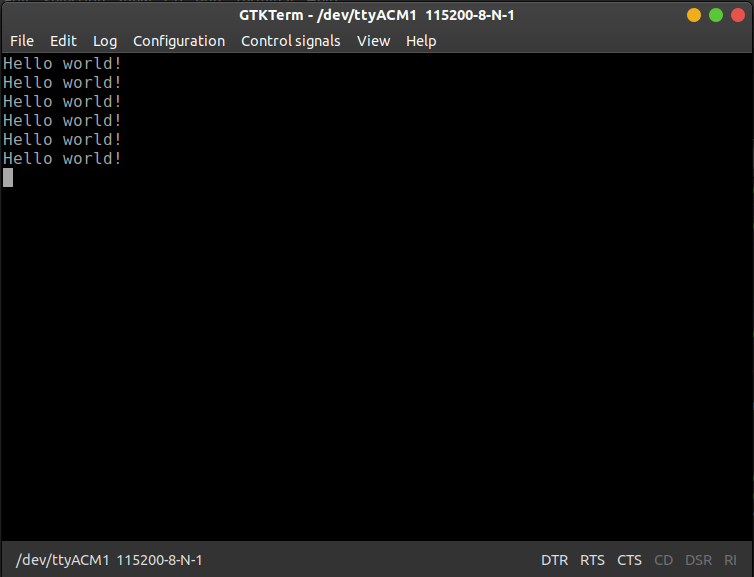 GTKTerm - /dev/ttyACM1 115200-8-N-1
File Edit Log Configuration Control signals View Help
Hello world!
Hello world!
Hello world!
Hello world!
Hello world!
Hello world!
/dev/ttyACM1 115200-8-N-1 DTR RTS CTS CD DSR RI